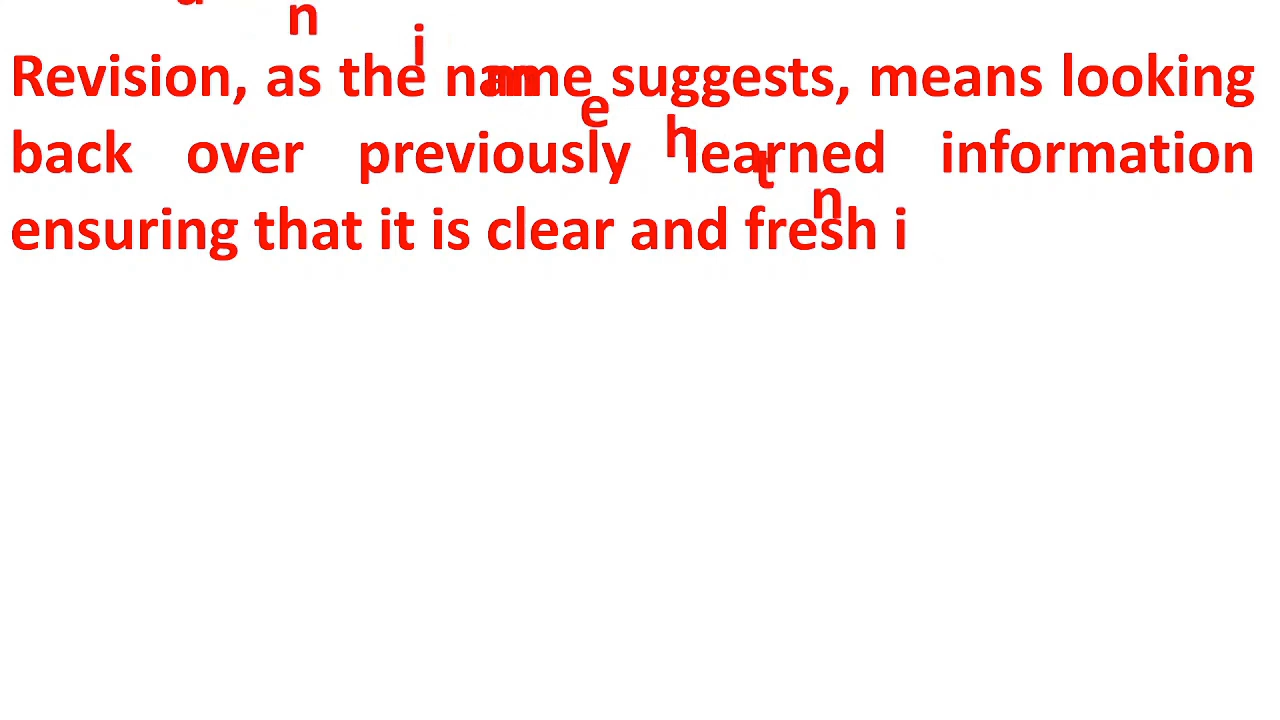 Revision, as the name suggests, means looking
back over previously learned information
ensuring that it is clear and fresh i